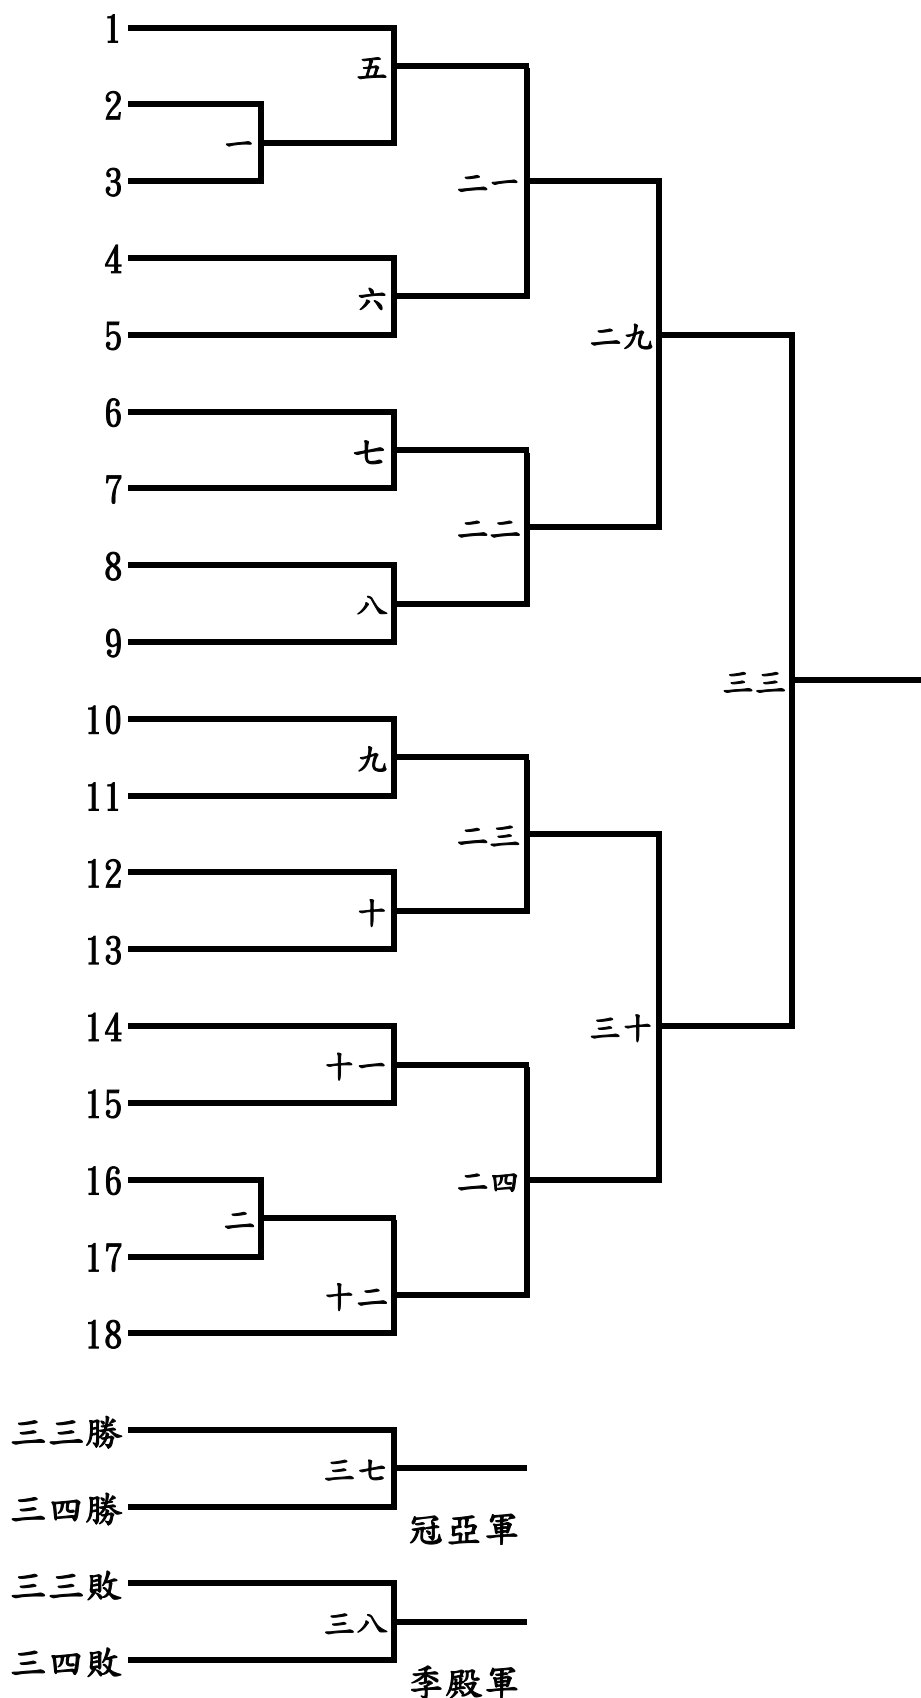 1
五
2
一
3
二一
4
六
5
二九
6
七
7
二二
8
八
9
三三
10
九
11
二三
12
十
13
14
三十
十一
15
16
二四
二
17
十二
18
三三勝
三七
三四勝
冠亞軍
三三敗
三八
三四敗
季殿軍